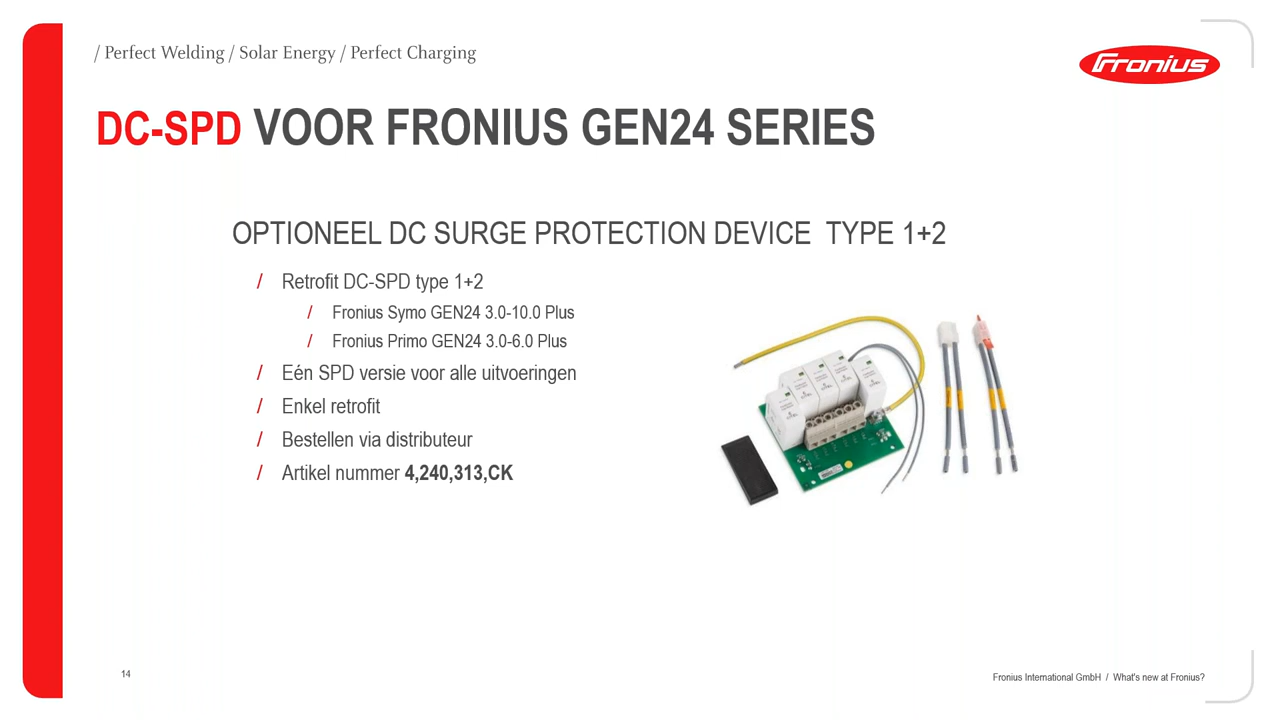 / Perfect Welding / Solar Energy / Perfect Charging
Fronius
DC-SPD VOOR FRONIUS GEN24 SERIES
OPTIONEEL DC SURGE PROTECTION DEVICE TYPE 1+2
/ Retrofit DC-SPD type 1+2
/ Fronius Symo GEN24 3.0-10.0 Plus
/ Fronius Primo GEN24 3.0-6.0 Plus
/ Eén SPD versie voor alle uitvoeringen
/ Enkel retrofit
/ Bestellen via distributeur
/ Artikel nummer 4,240,313,CK
14
Fronius International GmbH / What's new at Fronius?